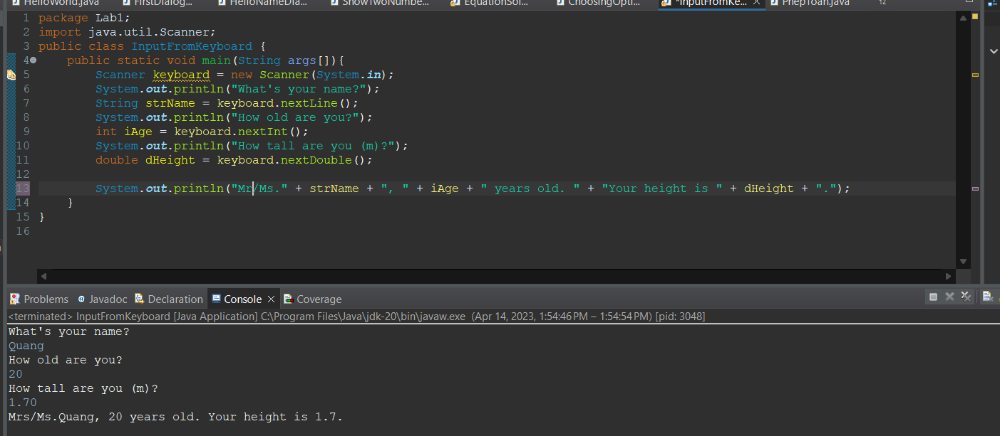 HelloWorld.java FirstDialog... HelloNameDia... ShowTwoNumbe... EquationSol... ChoosingOpti... *InputFromKe... PhepToan.java 12
1 package Lab1;
2 import java.util.Scanner;
3 public class InputFromKeyboard {
4 public static void main(String args[]){
5 Scanner keyboard = new Scanner(System.in);
6 System.out.println("What's your name?");
7 String strName = keyboard.nextLine();
8 System.out.println("How old are you?");
9 int iAge = keyboard.nextInt();
10 System.out.println("How tall are you (m)?");
11 double dHeight = keyboard.nextDouble();
12
13 System.out.println("Mr/Ms." + strName + ", " + iAge + " years old. " + "Your height is " + dHeight + ".");
14 }
15 }
16
Problems @ Javadoc Declaration Console Coverage
<terminated> InputFromKeyboard [Java Application] C:\Program Files\Java\jdk-20\bin\javaw.exe (Apr 14, 2023, 1:54:46 PM – 1:54:54 PM) [pid: 3048]
What's your name?
Quang
How old are you?
20
How tall are you (m)?
1.70
Mrs/Ms.Quang, 20 years old. Your height is 1.7.